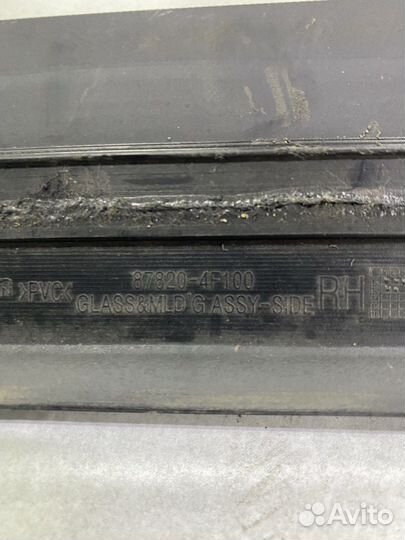 87820-4F100
>PVC< GLASS&MLD'G ASSY-SIDE RH
Avito